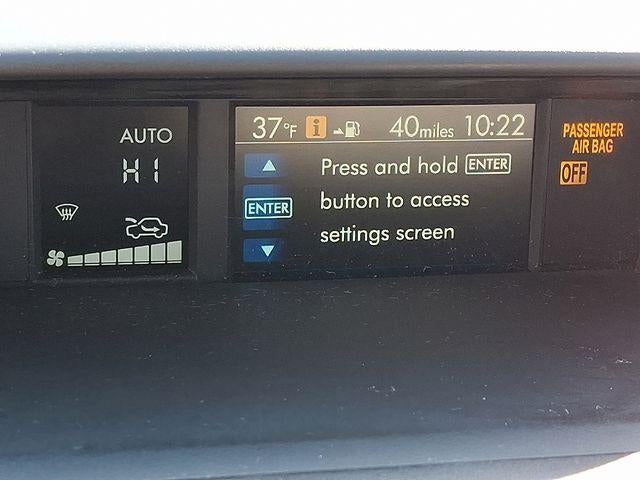 AUTO
HI
37°F i 40miles 10:22
Press and hold ENTER
ENTER
button to access
settings screen
PASSENGER
AIR BAG
OFF